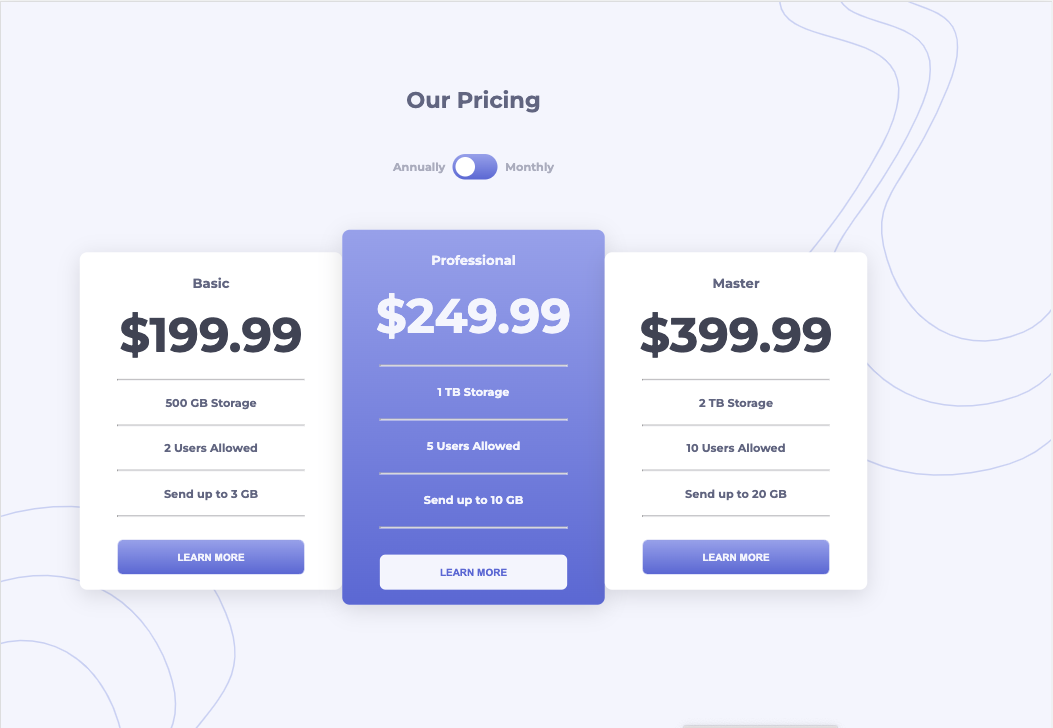 Our Pricing
Annually Monthly
Basic
$199.99
500 GB Storage
2 Users Allowed
Send up to 3 GB
LEARN MORE
Professional
$249.99
1 TB Storage
5 Users Allowed
Send up to 10 GB
LEARN MORE
Master
$399.99
2 TB Storage
10 Users Allowed
Send up to 20 GB
LEARN MORE